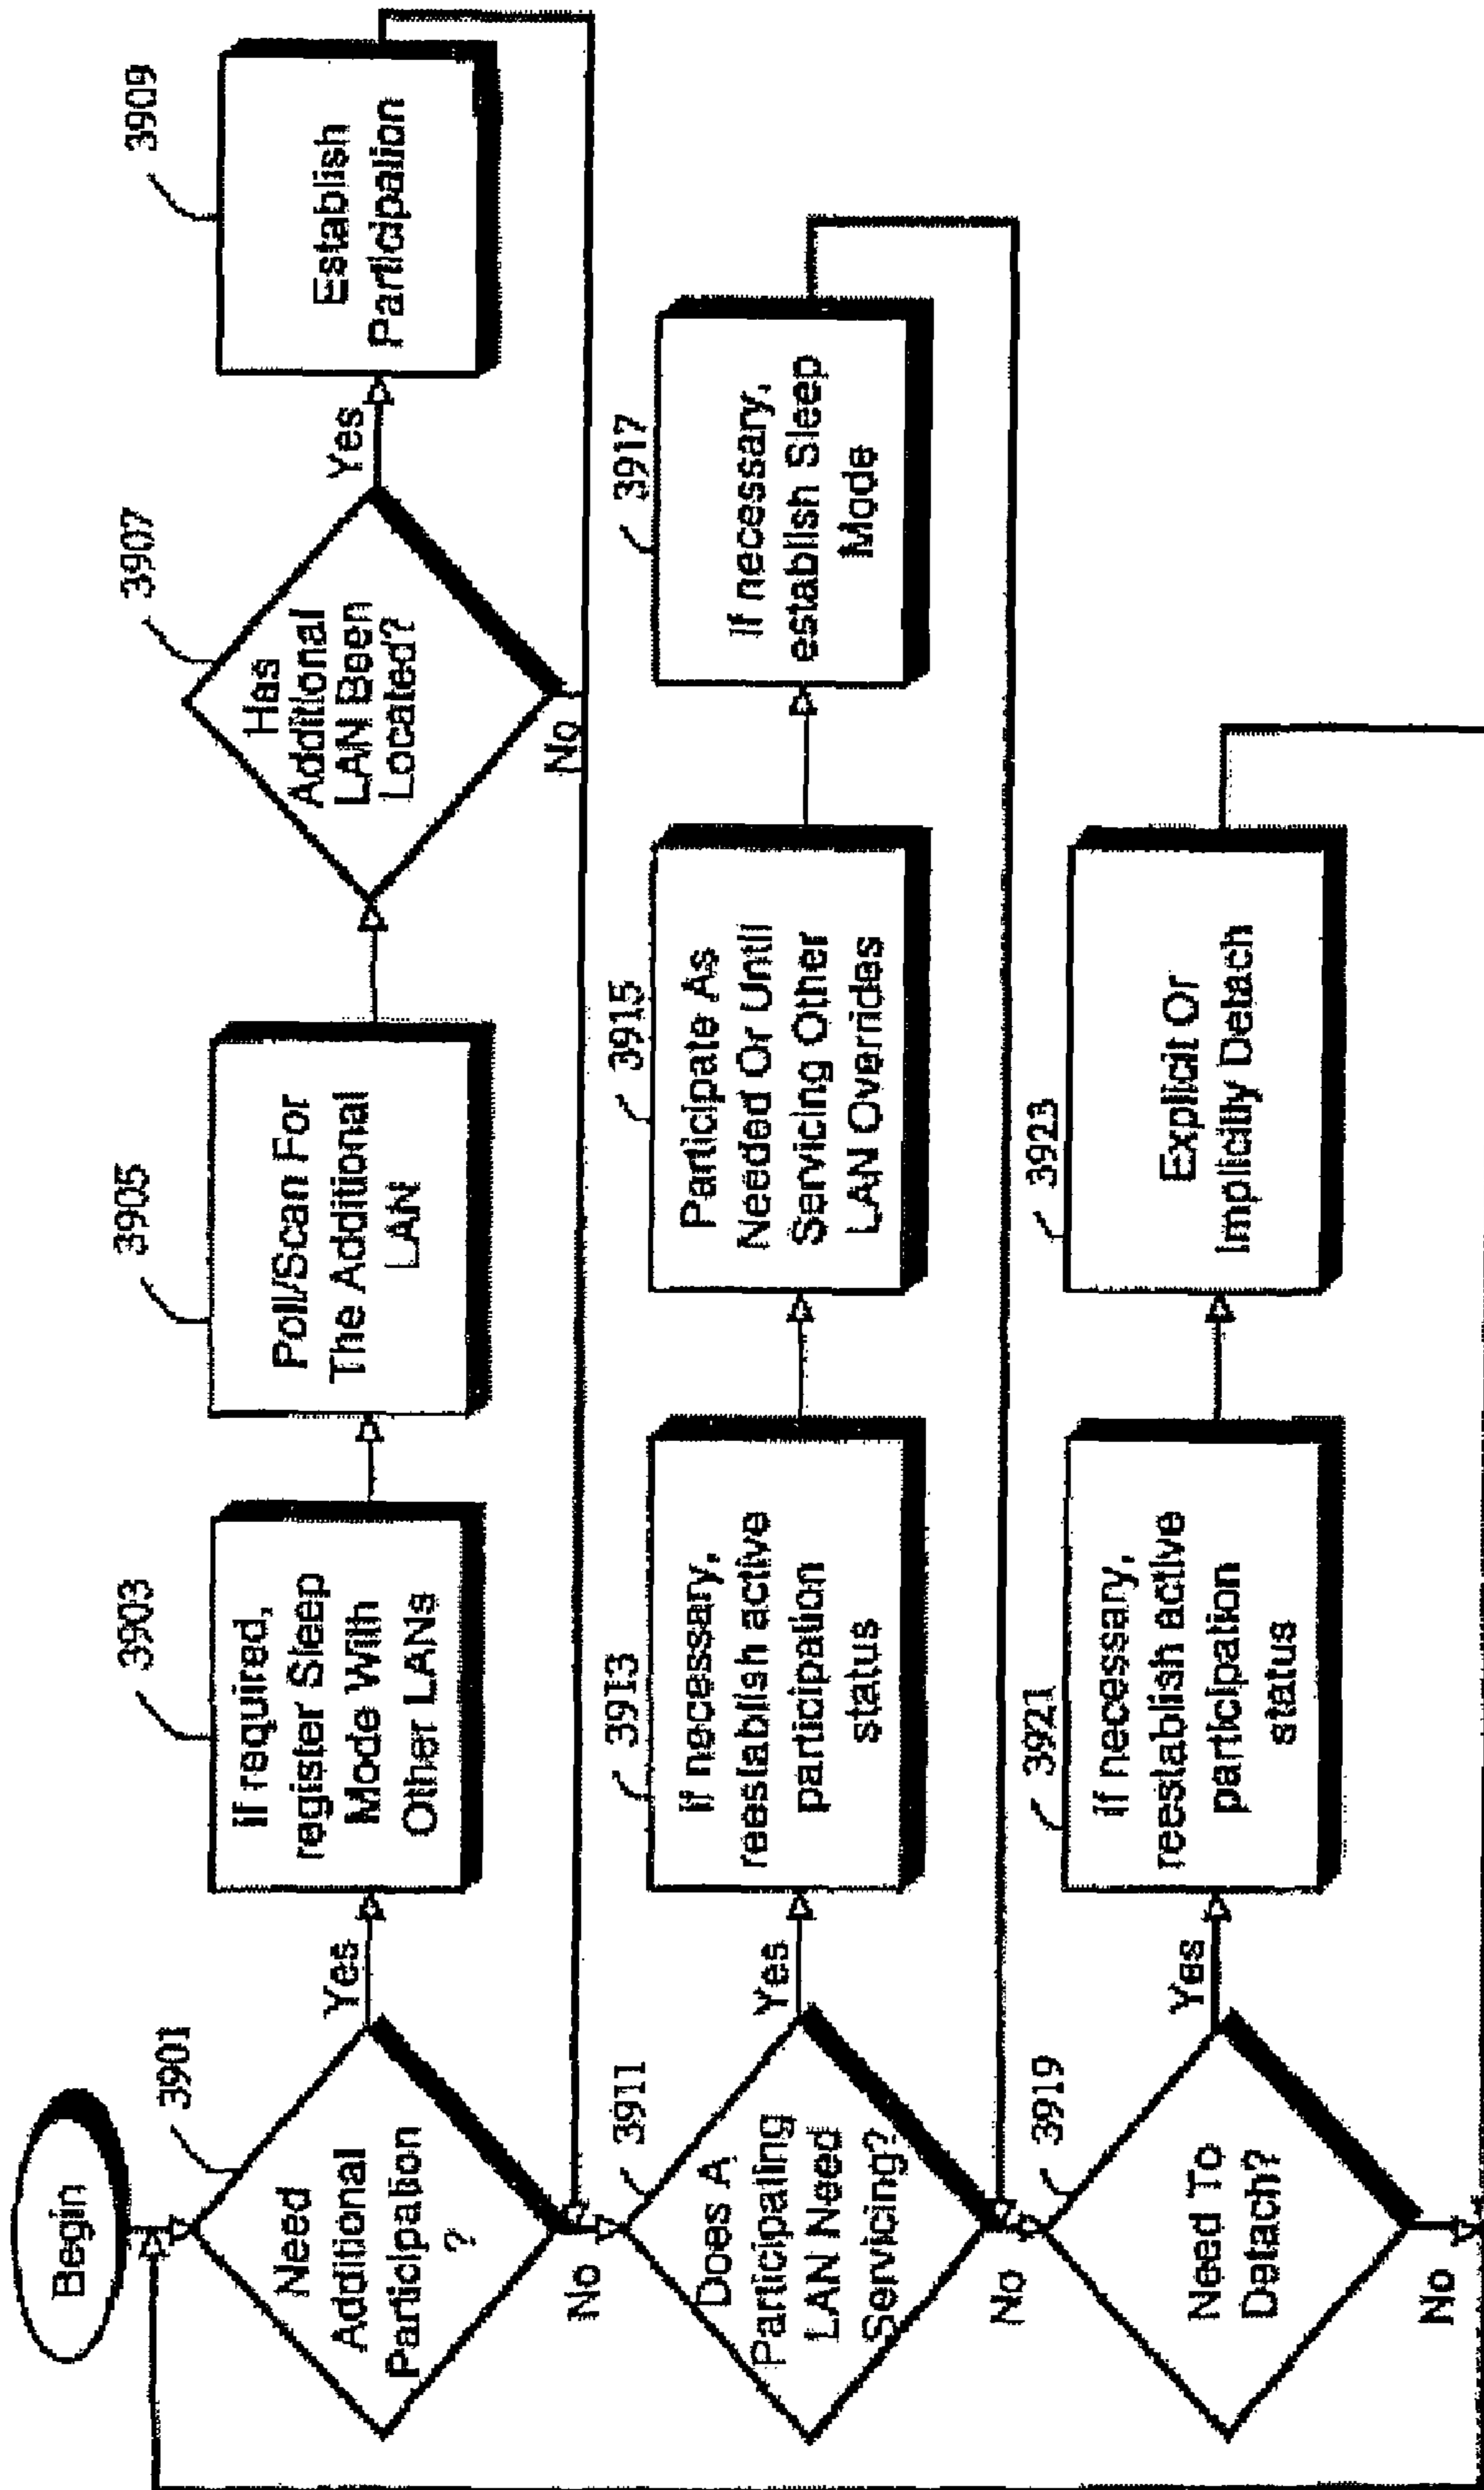 Begin
3901
Need
Additional
Participation
?
Yes
No
3903
If required,
register Sleep
Mode With
Other LANs
3905
Poll/Scan For
The Additional
LAN
3907
Has
Additional
LAN Been
Located?
Yes
No
3909
Establish
Participation
3911
Does A
Participating
LAN Need
Servicing?
Yes
No
3913
If necessary,
reestablish active
participation
status
3915
Participate As
Needed Or Until
Servicing Other
LAN Overrides
3917
If necessary,
establish Sleep
Mode
3919
Need To
Detach?
Yes
No
3921
If necessary,
reestablish active
participation
status
3923
Explicit Or
Implicitly Detach